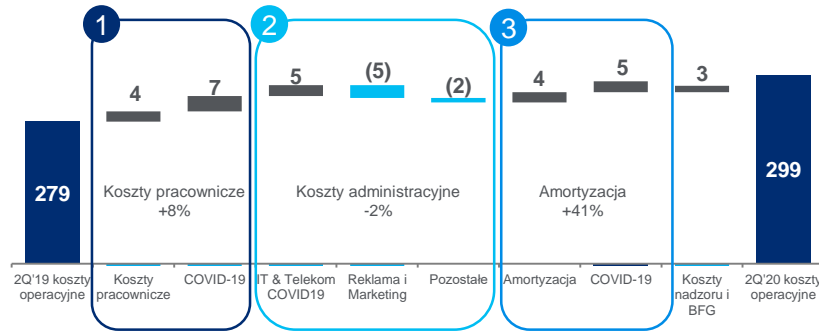 1
2
3
4
7
5
(5)
(2)
4
5
3
279
Koszty pracownicze
+8%
Koszty administracyjne
-2%
Amortyzacja
+41%
299
2Q'19 koszty
operacyjne
Koszty
pracownicze
COVID-19
IT & Telekom
COVID19
Reklama i
Marketing
Pozostałe
Amortyzacja
COVID-19
Koszty
nadzoru i
BFG
2Q'20 koszty
operacyjne